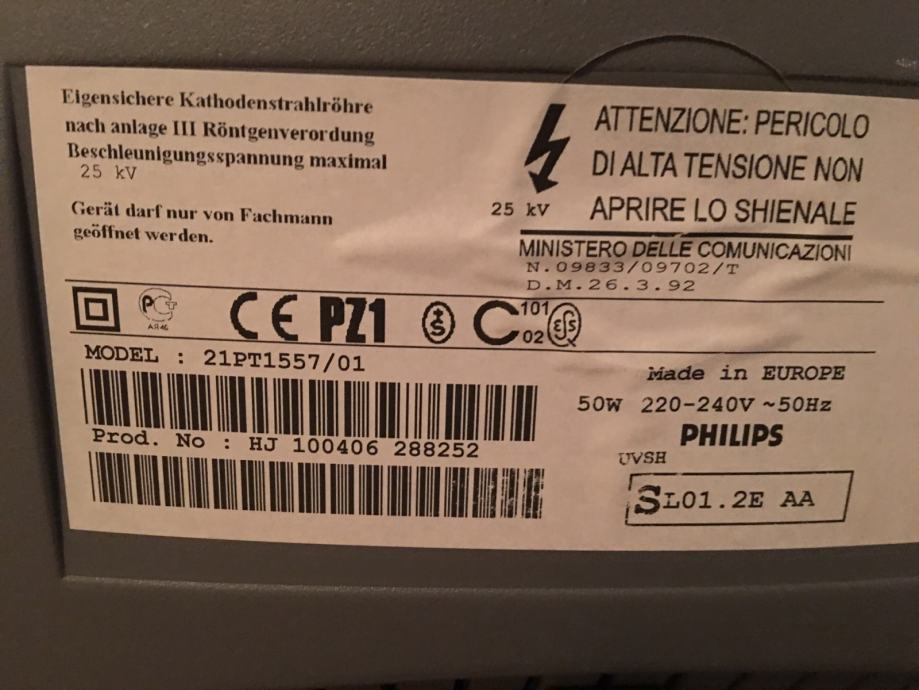 Eigensichere Kathodenstrahlröhre
nach anlage III Röntgenverordung
Beschleunigungsspannung maximal
25 kV
Gerät darf nur von Fachmann
geöffnet werden.
ATTENZIONE: PERICOLO
DI ALTA TENSIONE NON
25 kV APRIRE LO SHIENALE
MINISTERO DELLE COMUNICAZIONI
N.09833/09702/T
D.M.26.3.92
CE PZ1 S C 101 02
MODEL : 21PT1557/01
Made in EUROPE
50W 220-240V ~50Hz
Prod. No : HJ 100406 288252
PHILIPS
UVSH
SL01.2E AA